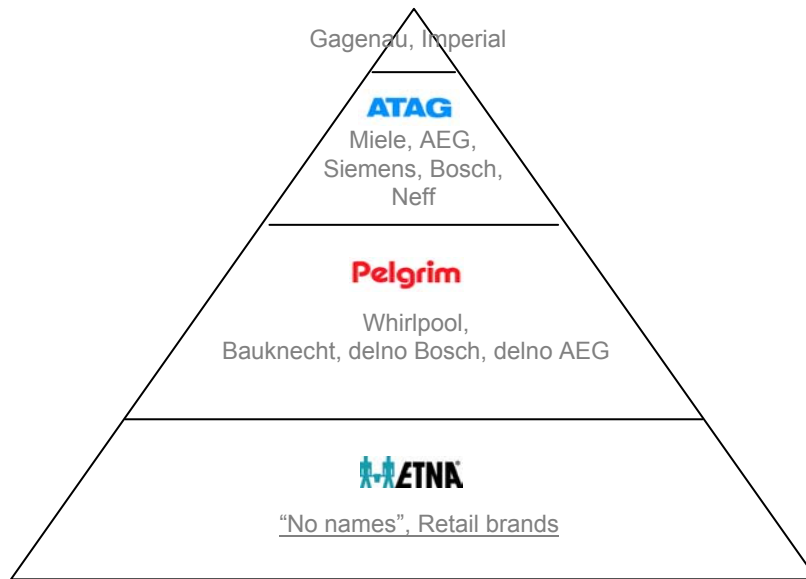 Gagenau, Imperial
ATAG
Miele, AEG,
Siemens, Bosch,
Neff
Pelgrim
Whirlpool,
Bauknecht, delno Bosch, delno AEG
ETNA
“No names”, Retail brands